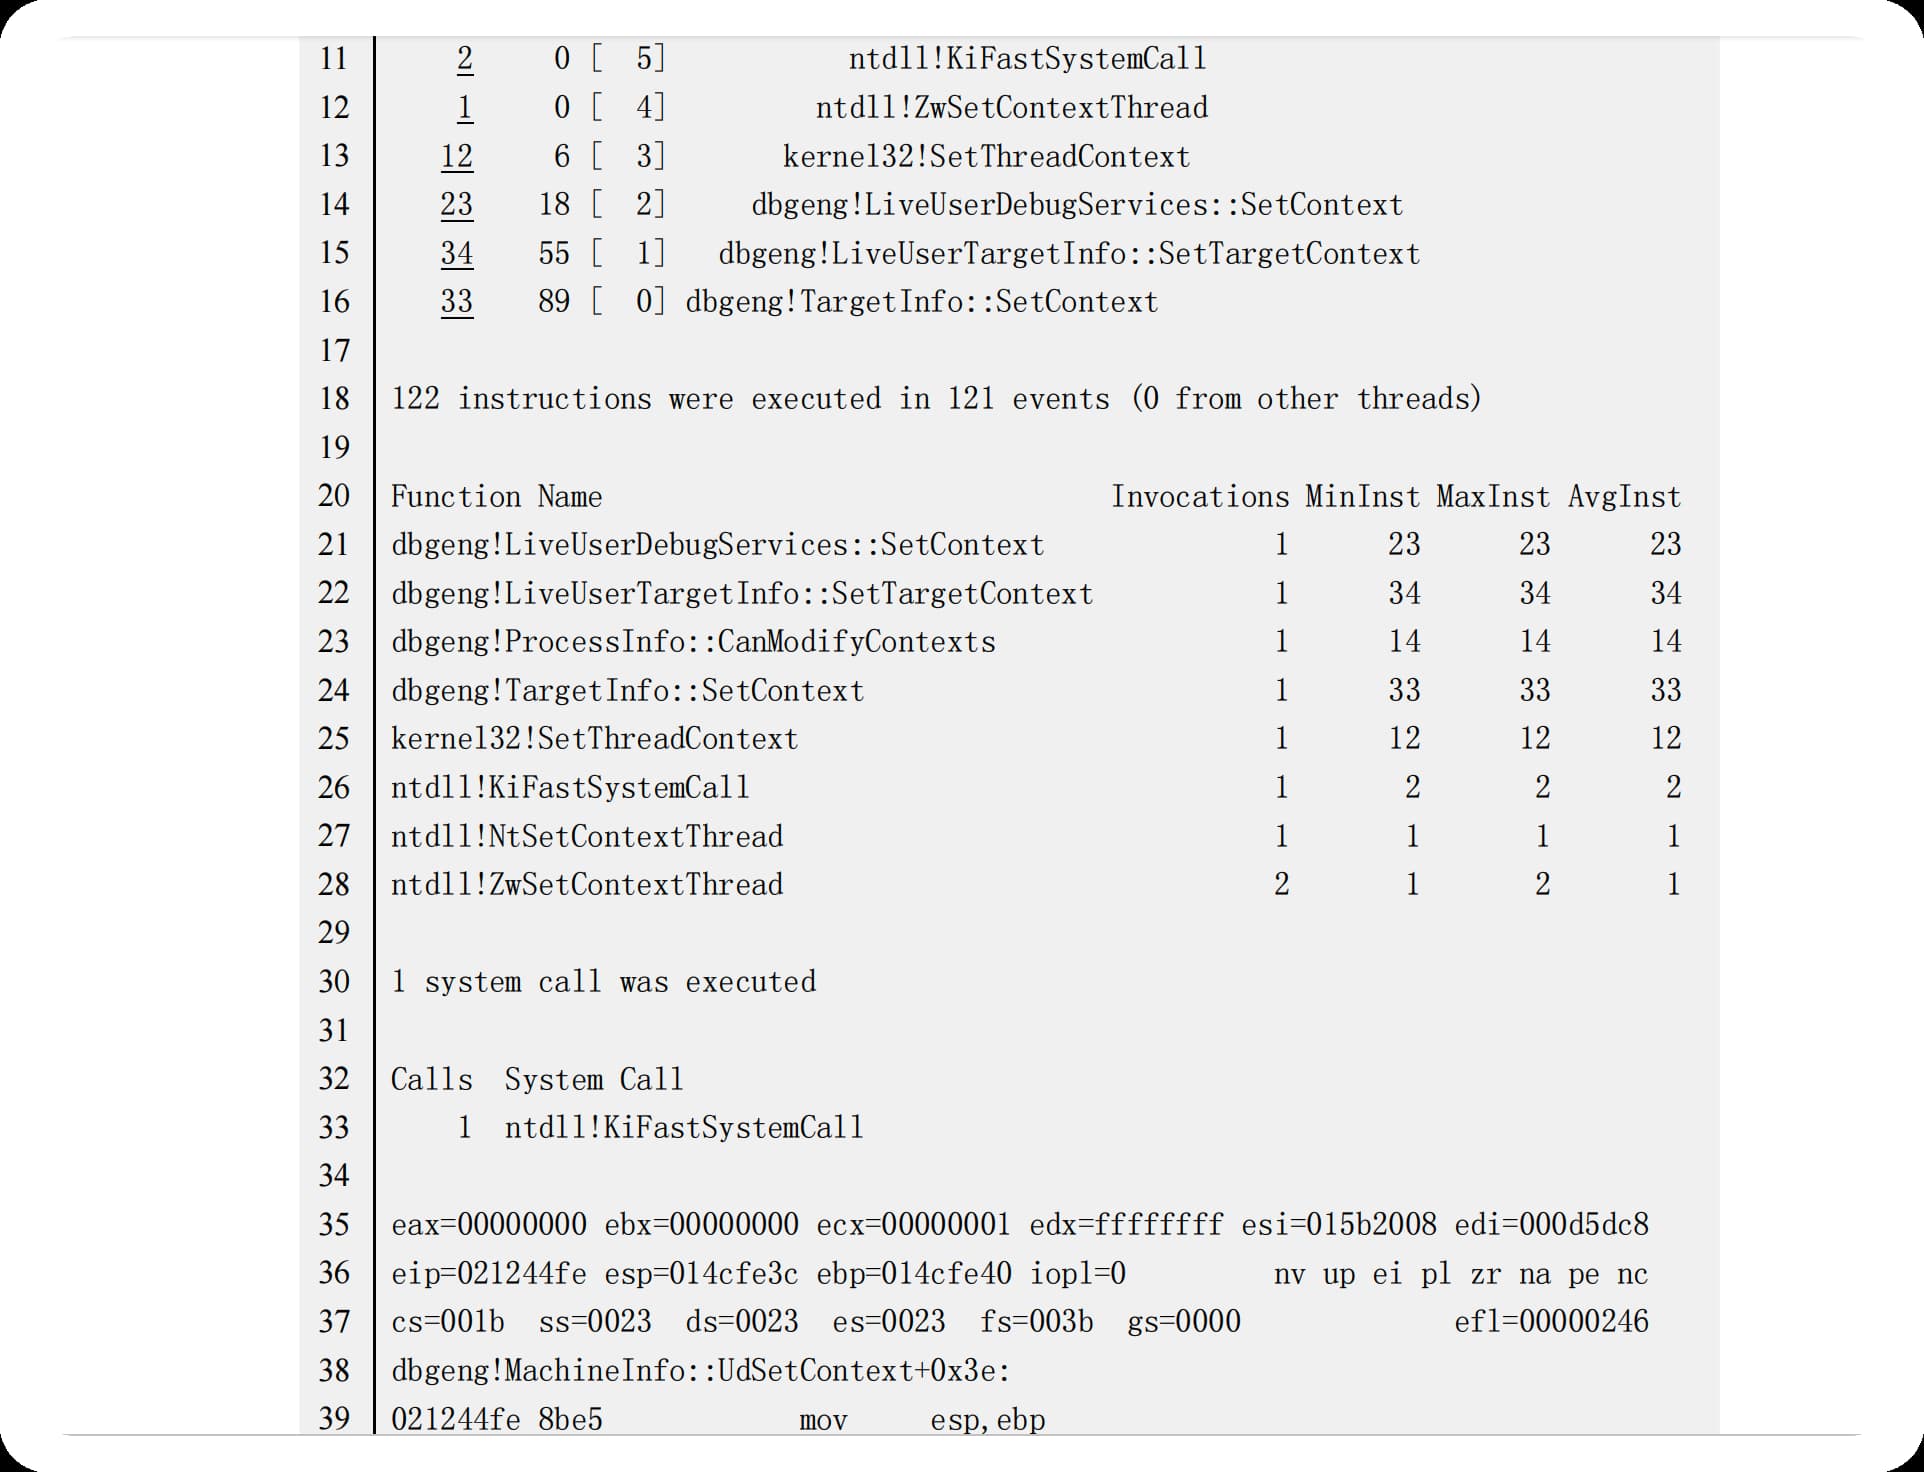 11 2 0 [ 5] ntdll!KiFastSystemCall
12 1 0 [ 4] ntdll!ZwSetContextThread
13 12 6 [ 3] kernel32!SetThreadContext
14 23 18 [ 2] dbgeng!LiveUserDebugServices::SetContext
15 34 55 [ 1] dbgeng!LiveUserTargetInfo::SetTargetContext
16 33 89 [ 0] dbgeng!TargetInfo::SetContext
17
18 122 instructions were executed in 121 events (0 from other threads)
19
20 Function Name Invocations MinInst MaxInst AvgInst
21 dbgeng!LiveUserDebugServices::SetContext 1 23 23 23
22 dbgeng!LiveUserTargetInfo::SetTargetContext 1 34 34 34
23 dbgeng!ProcessInfo::CanModifyContexts 1 14 14 14
24 dbgeng!TargetInfo::SetContext 1 33 33 33
25 kernel32!SetThreadContext 1 12 12 12
26 ntdll!KiFastSystemCall 1 2 2 2
27 ntdll!NtSetContextThread 1 1 1 1
28 ntdll!ZwSetContextThread 2 1 2 1
29
30 1 system call was executed
31
32 Calls System Call
33 1 ntdll!KiFastSystemCall
34
35 eax=00000000 ebx=00000000 ecx=00000001 edx=ffffffff esi=015b2008 edi=000d5dc8
36 eip=021244fe esp=014cfe3c ebp=014cfe40 iopl=0 nv up ei pl zr na pe nc
37 cs=001b ss=0023 ds=0023 es=0023 fs=003b gs=0000 efl=00000246
38 dbgeng!MachineInfo::UdSetContext+0x3e:
39 021244fe 8be5 mov esp,ebp